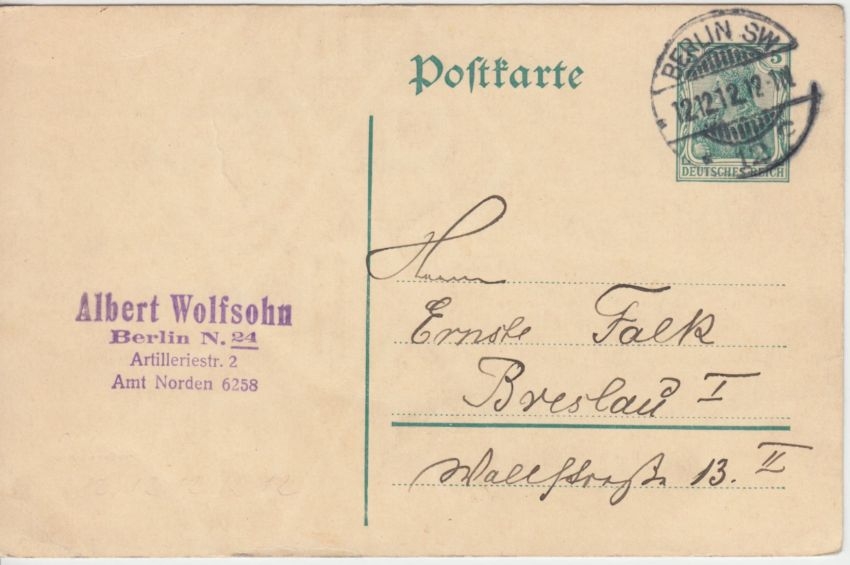 Postkarte
BERLIN SW.
12.12.12.12-1N.
5
DEUTSCHES REICH
Albert Wolfsohn
Berlin N. 24
Artilleriestr. 2
Amt Norden 6258
Herrn
Ernst Falk
Breslau I
Wallstraße 13. II